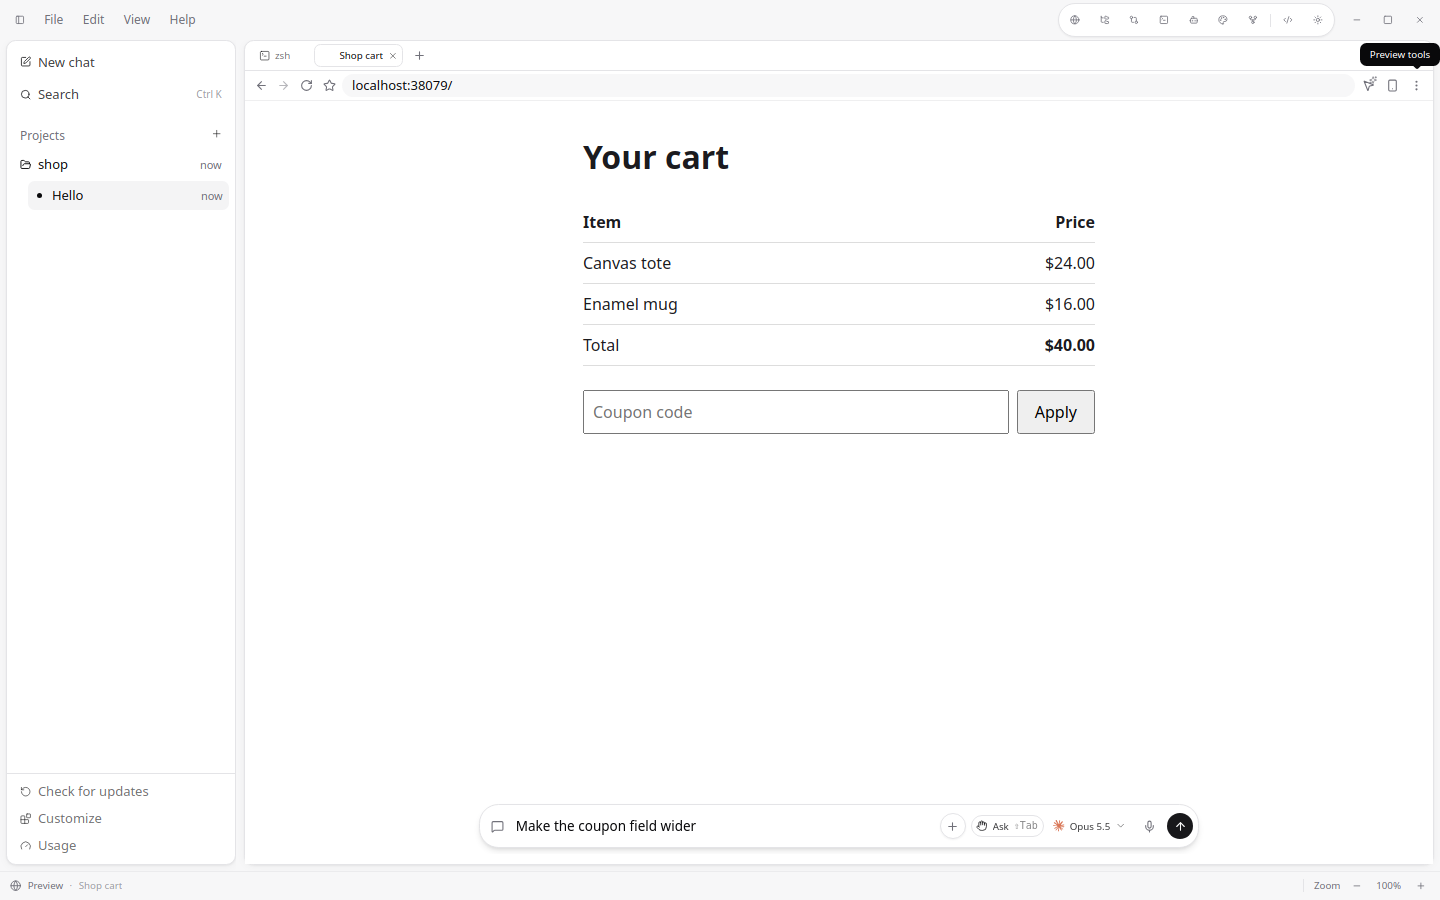 File Edit View Help
New chat
Search Ctrl K
Projects
shop now
Hello now
Check for updates
Customize
Usage
zsh Shop cart
Preview tools
localhost:38079/
Your cart
Item Price
Canvas tote $24.00
Enamel mug $16.00
Total $40.00
Coupon code Apply
Make the coupon field wider Ask ⇧Tab Opus 5.5
Preview · Shop cart Zoom 100%